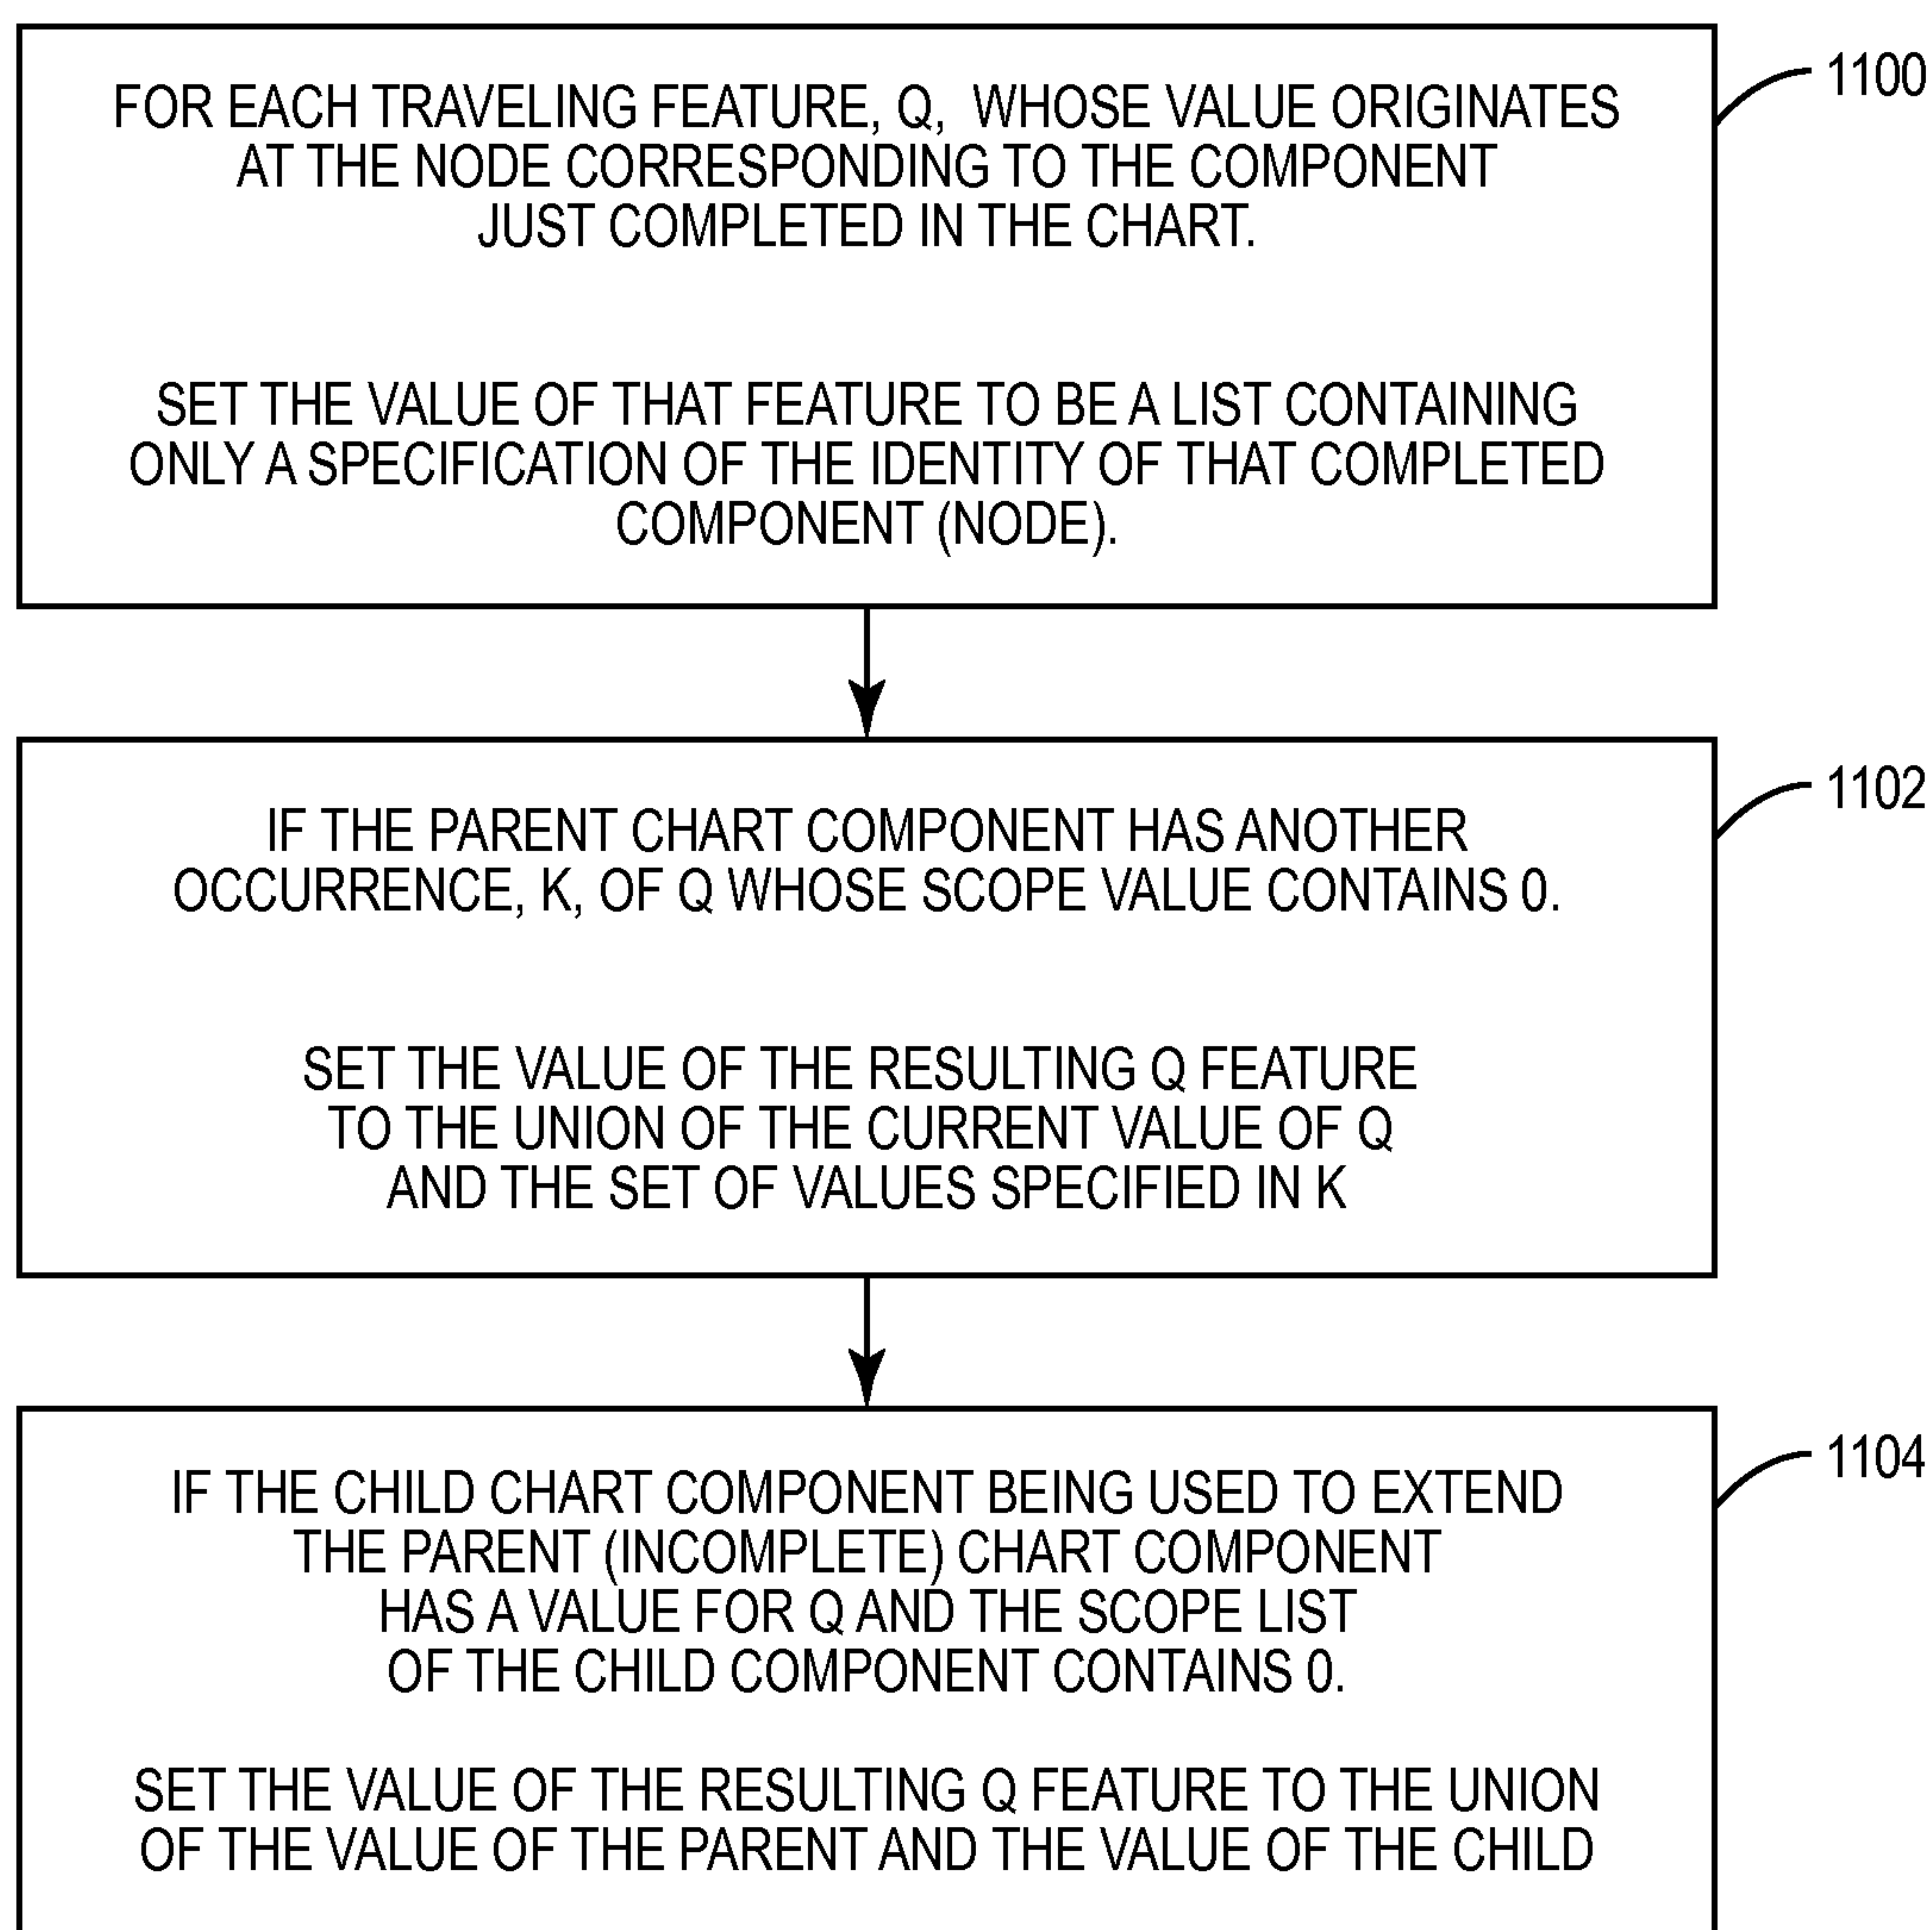 FOR EACH TRAVELING FEATURE, Q, WHOSE VALUE ORIGINATES
AT THE NODE CORRESPONDING TO THE COMPONENT
JUST COMPLETED IN THE CHART.
SET THE VALUE OF THAT FEATURE TO BE A LIST CONTAINING
ONLY A SPECIFICATION OF THE IDENTITY OF THAT COMPLETED
COMPONENT (NODE).
1100
IF THE PARENT CHART COMPONENT HAS ANOTHER
OCCURRENCE, K, OF Q WHOSE SCOPE VALUE CONTAINS 0.
SET THE VALUE OF THE RESULTING Q FEATURE
TO THE UNION OF THE CURRENT VALUE OF Q
AND THE SET OF VALUES SPECIFIED IN K
1102
IF THE CHILD CHART COMPONENT BEING USED TO EXTEND
THE PARENT (INCOMPLETE) CHART COMPONENT
HAS A VALUE FOR Q AND THE SCOPE LIST
OF THE CHILD COMPONENT CONTAINS 0.
SET THE VALUE OF THE RESULTING Q FEATURE TO THE UNION
OF THE VALUE OF THE PARENT AND THE VALUE OF THE CHILD
1104